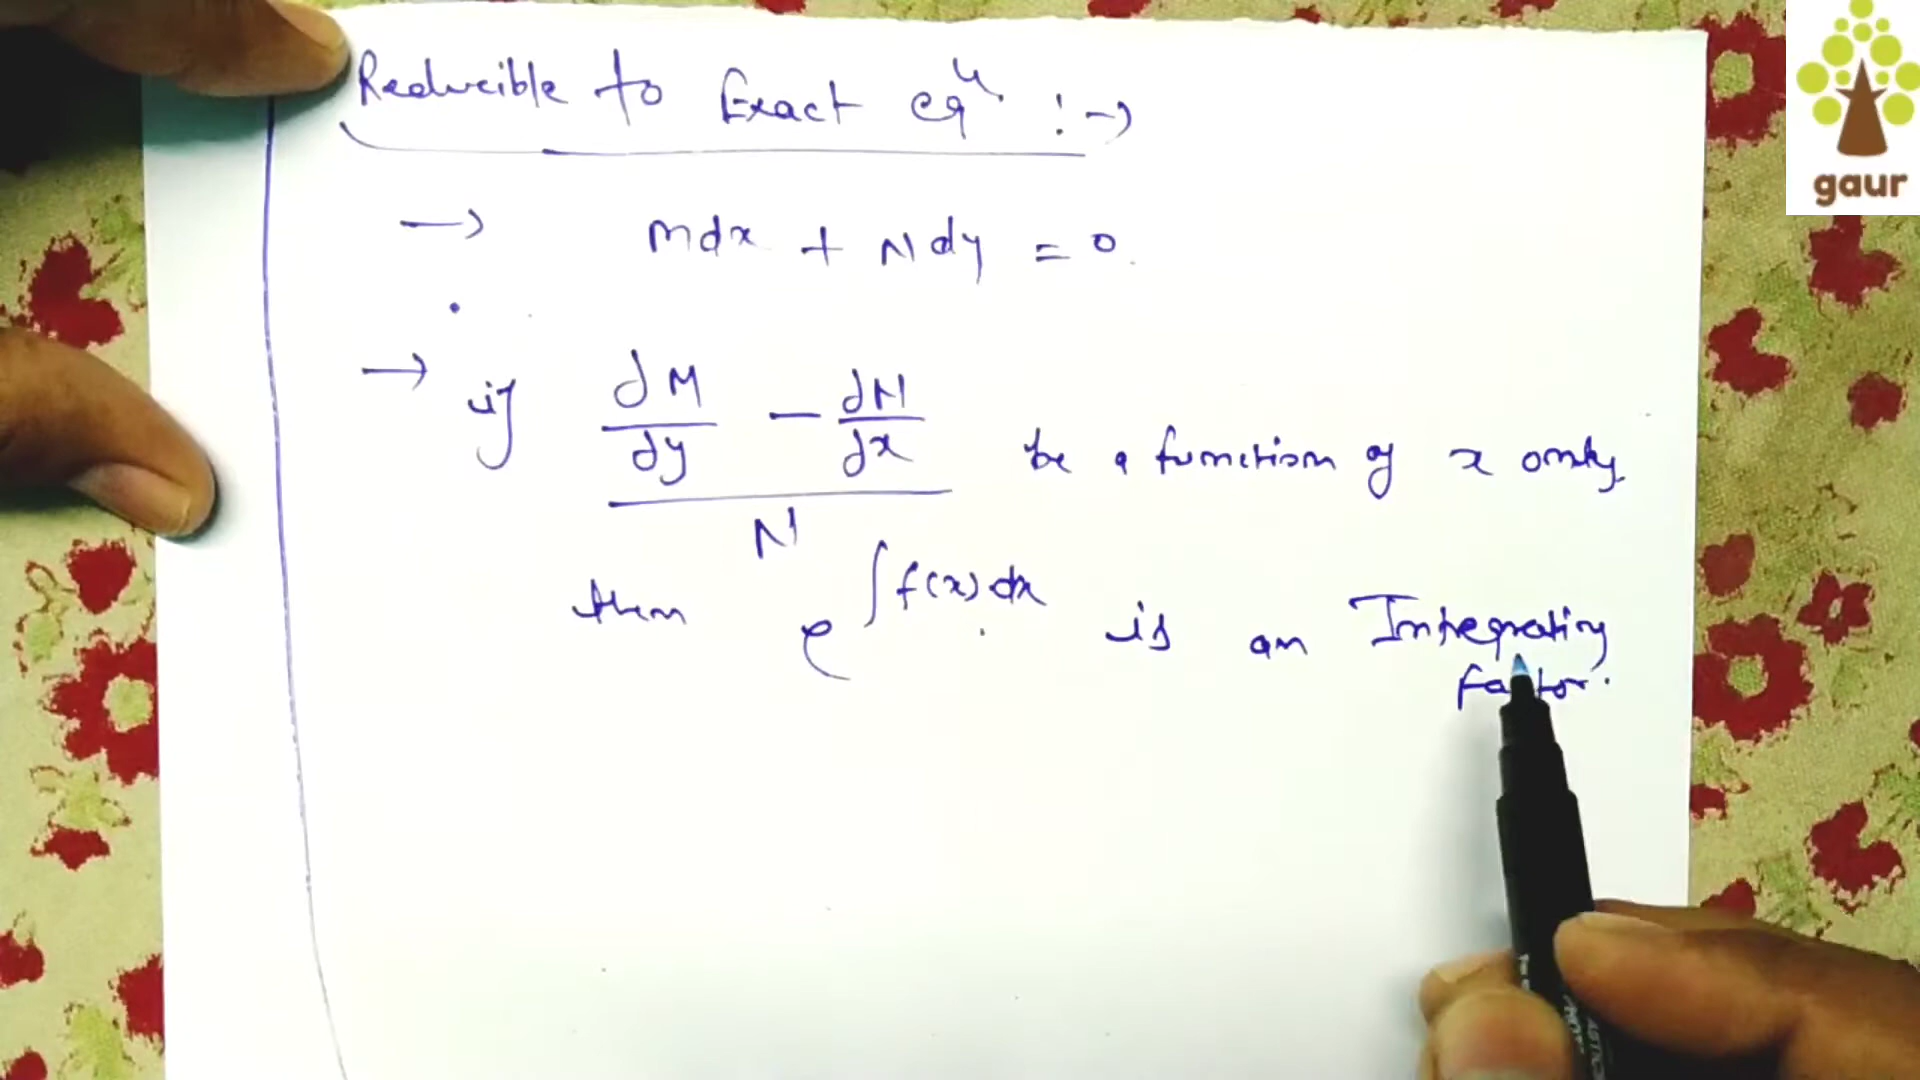 Reducible to Exact eqn :→
→ Mdx + Ndy = 0
→ if (∂M/∂y − ∂N/∂x)/N be a function of x only
then e^∫f(x)dx is an Integrating
factor.
gaur